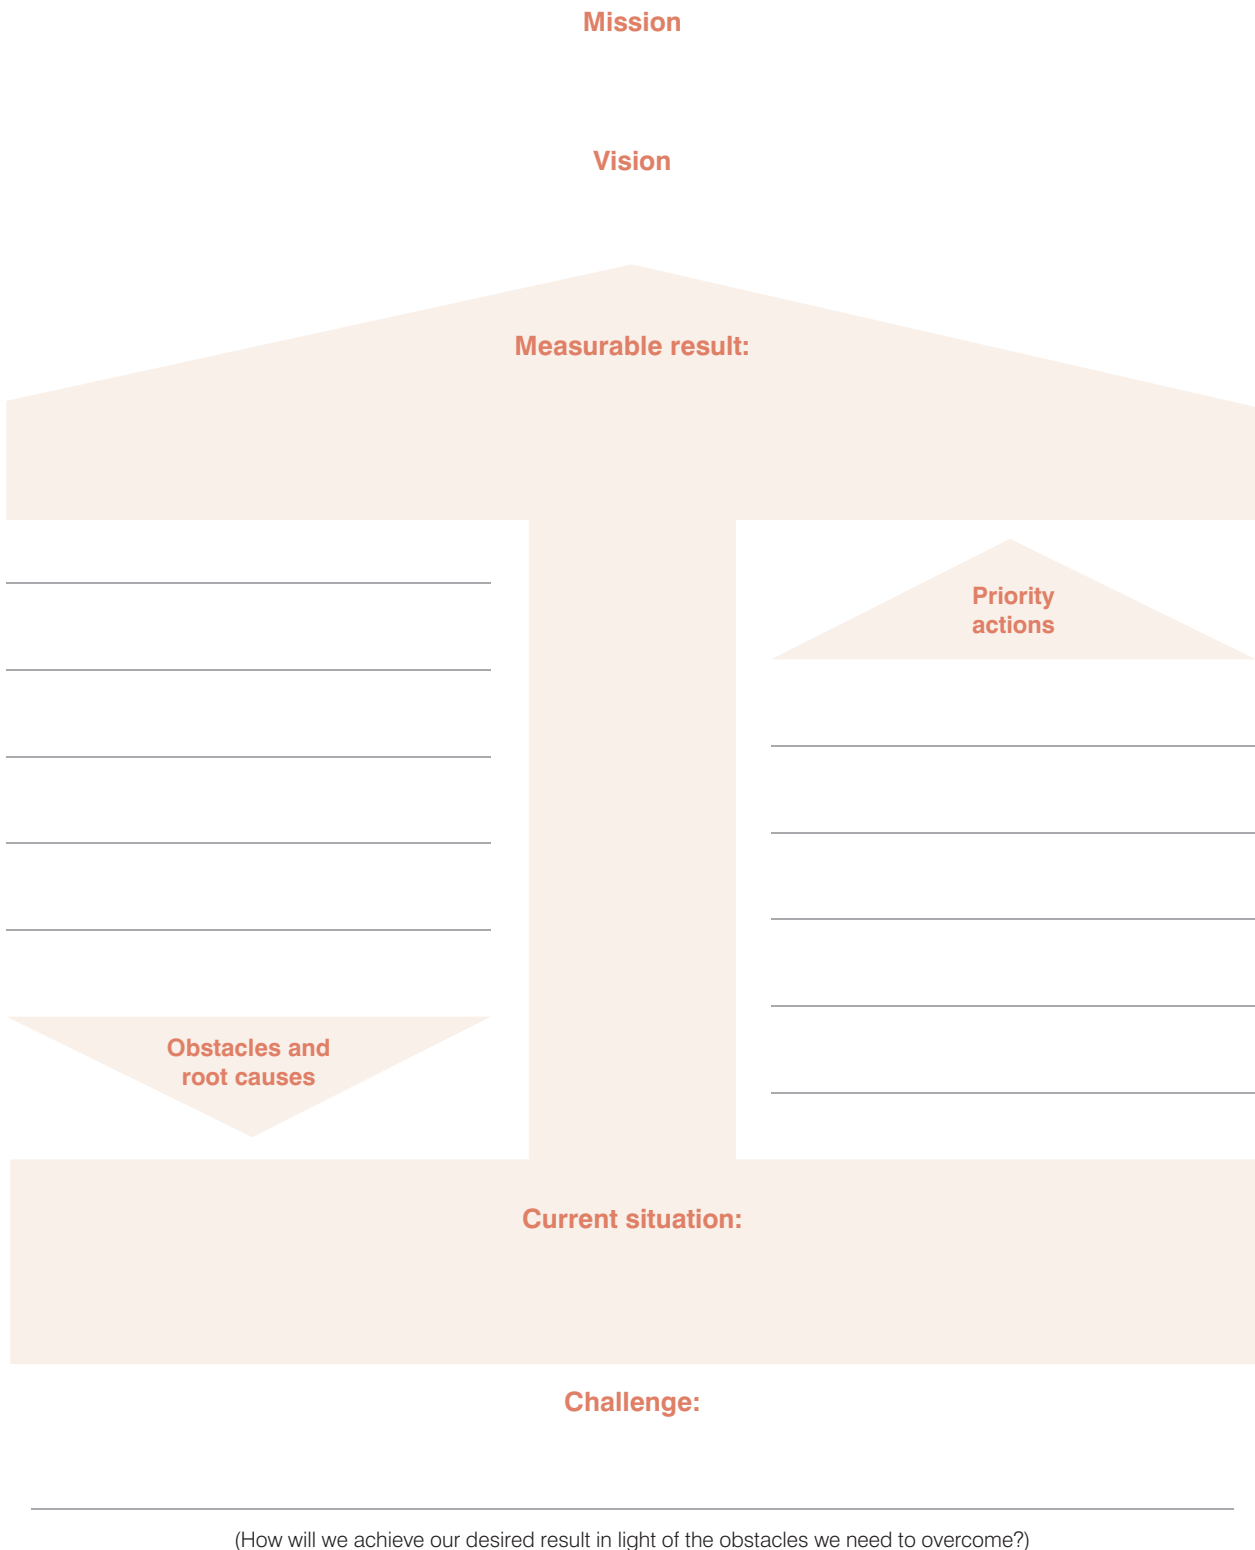 Mission
Vision
Measurable result:
Priority
actions
Obstacles and
root causes
Current situation:
Challenge:
(How will we achieve our desired result in light of the obstacles we need to overcome?)